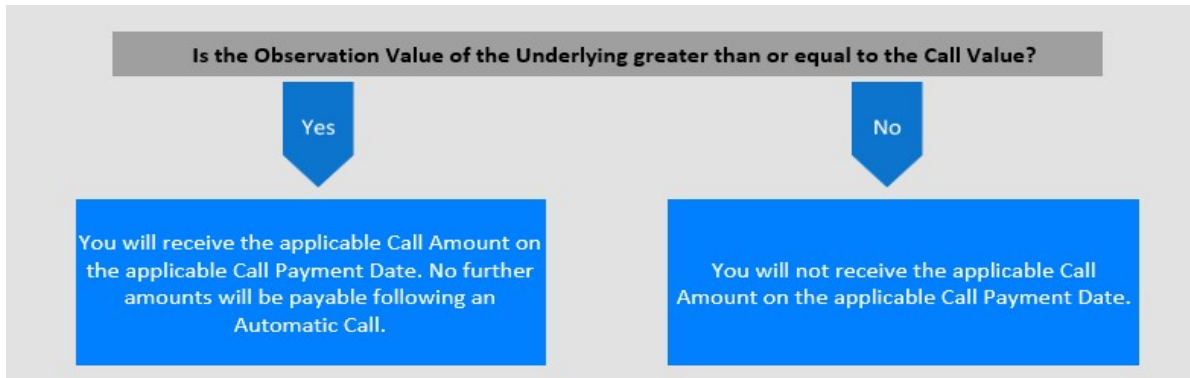 Is the Observation Value of the Underlying greater than or equal to the Call Value?
Yes
No
You will receive the applicable Call Amount on
the applicable Call Payment Date. No further
amounts will be payable following an
Automatic Call.
You will not receive the applicable Call
Amount on the applicable Call Payment Date.